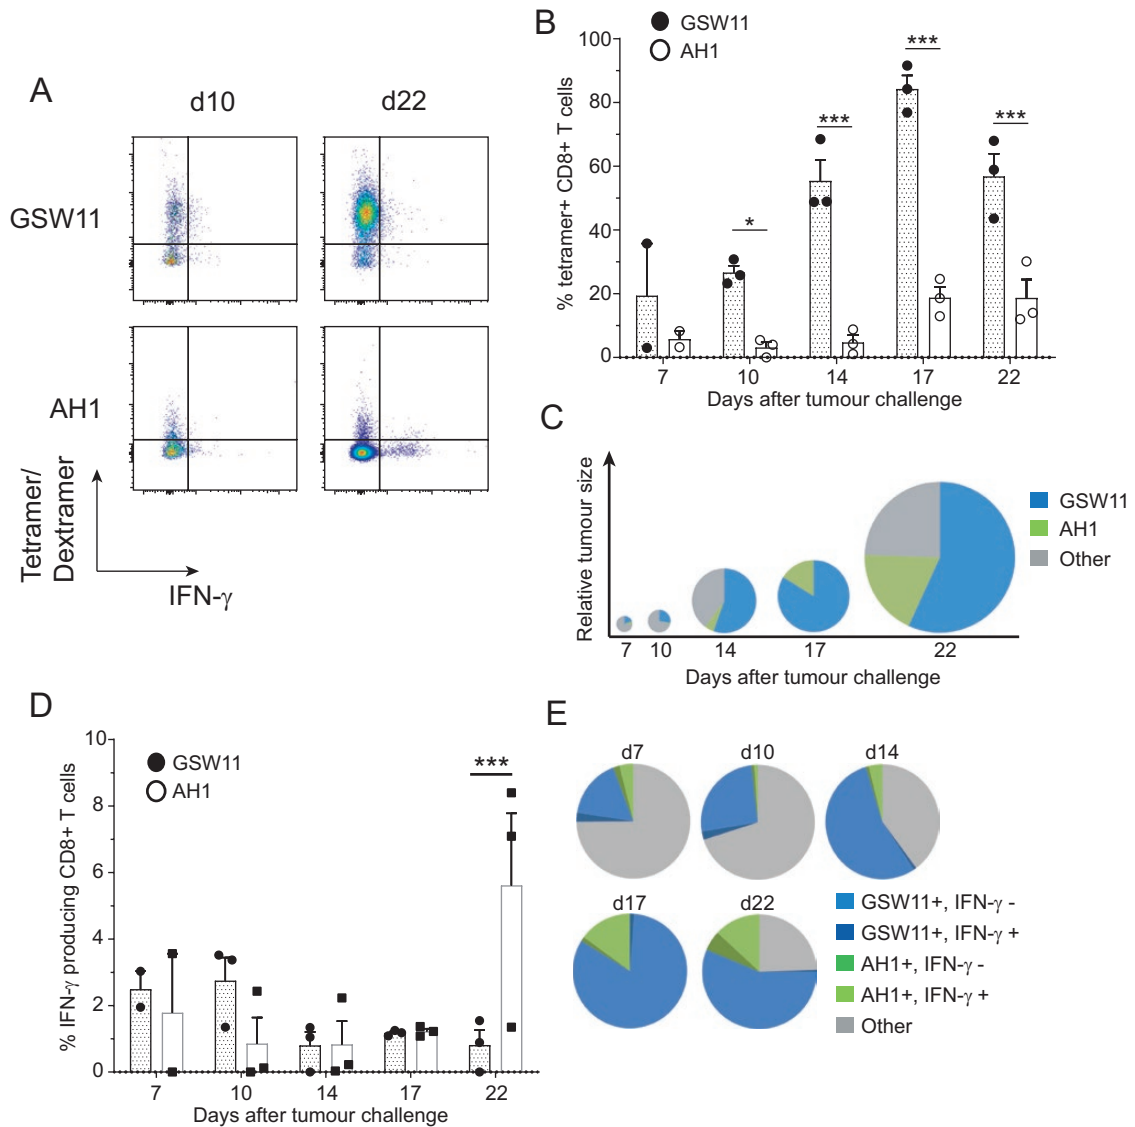 A
d10
d22
GSW11
AH1
Tetramer/
Dextramer
IFN-γ
B
GSW11
AH1
% tetramer+ CD8+ T cells
100
80
60
40
20
0
*
***
***
***
7
10
14
17
22
Days after tumour challenge
C
Relative tumour size
GSW11
AH1
Other
7
10
14
17
22
Days after tumour challenge
D
GSW11
AH1
% IFN-γ producing CD8+ T cells
10
8
6
4
2
0
***
7
10
14
17
22
Days after tumour challenge
E
d7
d10
d14
d17
d22
GSW11+, IFN-γ -
GSW11+, IFN-γ +
AH1+, IFN-γ -
AH1+, IFN-γ +
Other